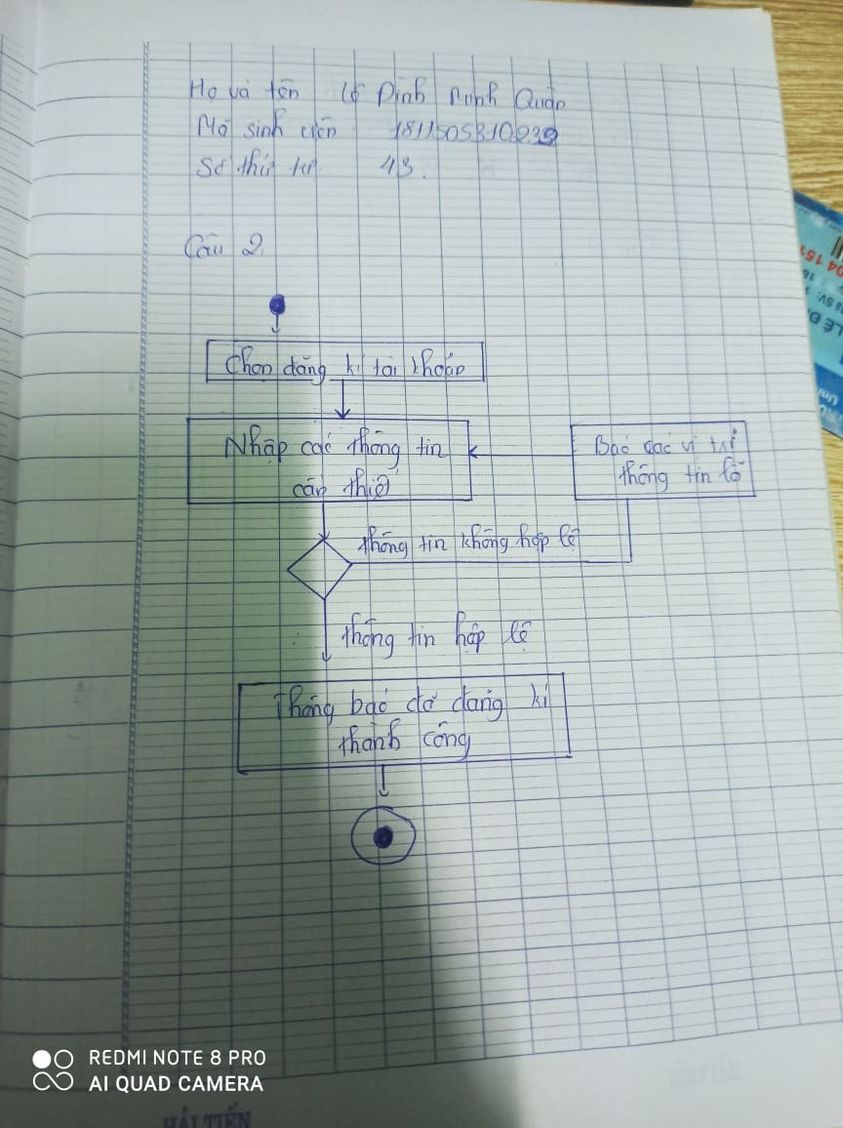 Họ và tên Lê Đình Minh Quân
Mã sinh viên
Số thứ tự 43.
Câu 2.
Chọn đăng kí tài khoản
Nhập các thông tin
cần thiết
Báo các vị trí
thông tin lỗi
thông tin không hợp lệ
thông tin hợp lệ
Thông báo đã đăng kí
thành công
REDMI NOTE 8 PRO
AI QUAD CAMERA
HẢI TIẾN